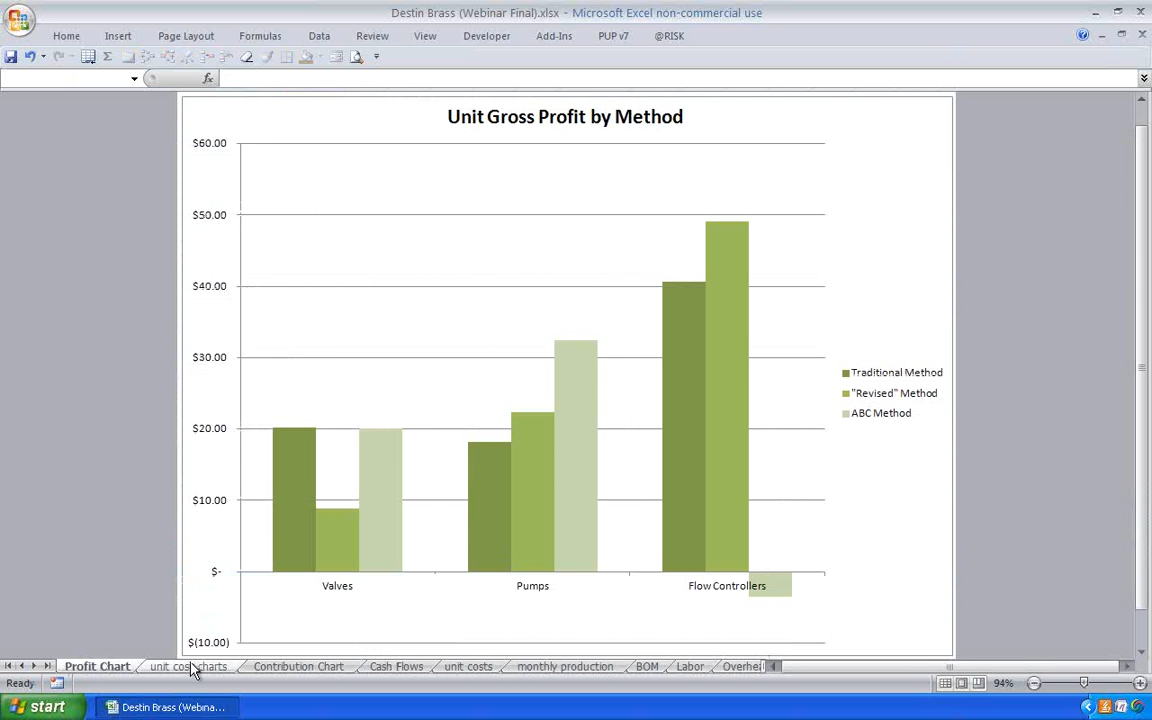 Destin Brass (Webinar Final).xlsx - Microsoft Excel non-commercial use
Home Insert Page Layout Formulas Data Review View Developer Add-Ins PUP v7 @RISK
Unit Gross Profit by Method
$60.00
$50.00
$40.00
$30.00
$20.00
$10.00
$-
$(10.00)
Valves Pumps Flow Controllers
Traditional Method
"Revised" Method
ABC Method
Profit Chart unit cost charts Contribution Chart Cash Flows unit costs monthly production BOM Labor Overhe
Ready 94%
start Destin Brass (Webina...